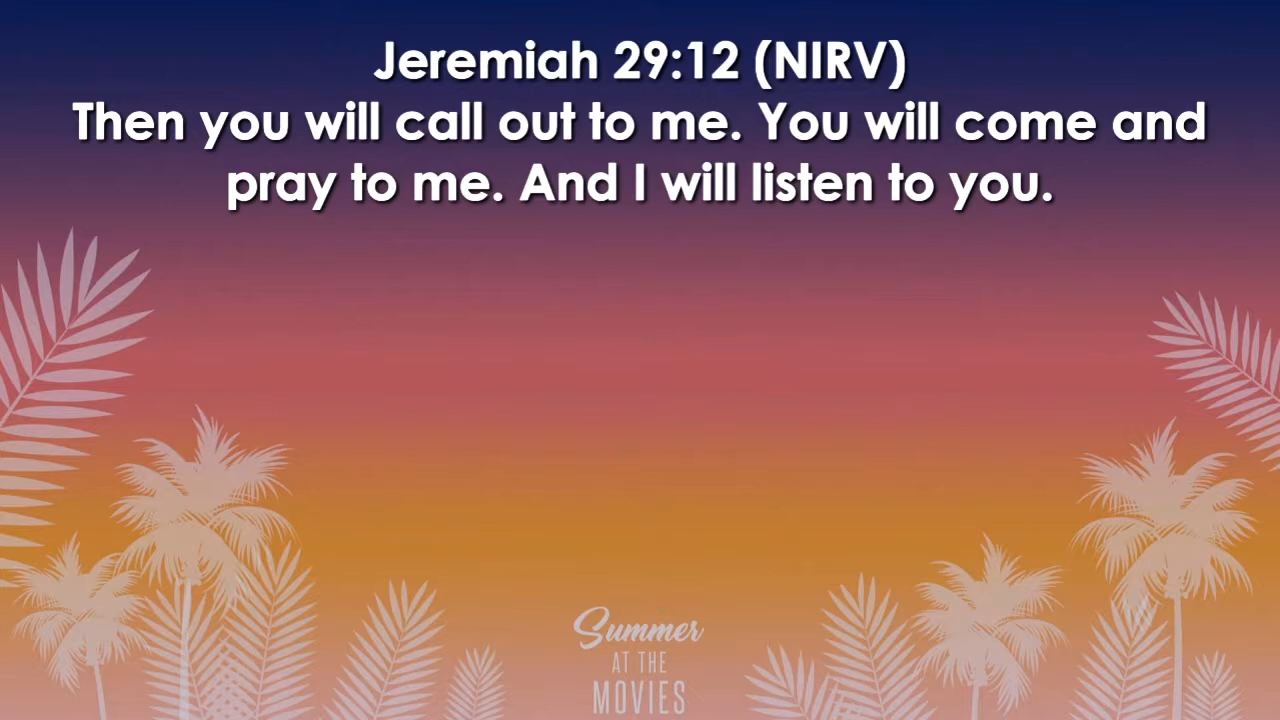 Jeremiah 29:12 (NIRV)
Then you will call out to me. You will come and
pray to me. And I will listen to you.
Summer
AT THE
MOVIES